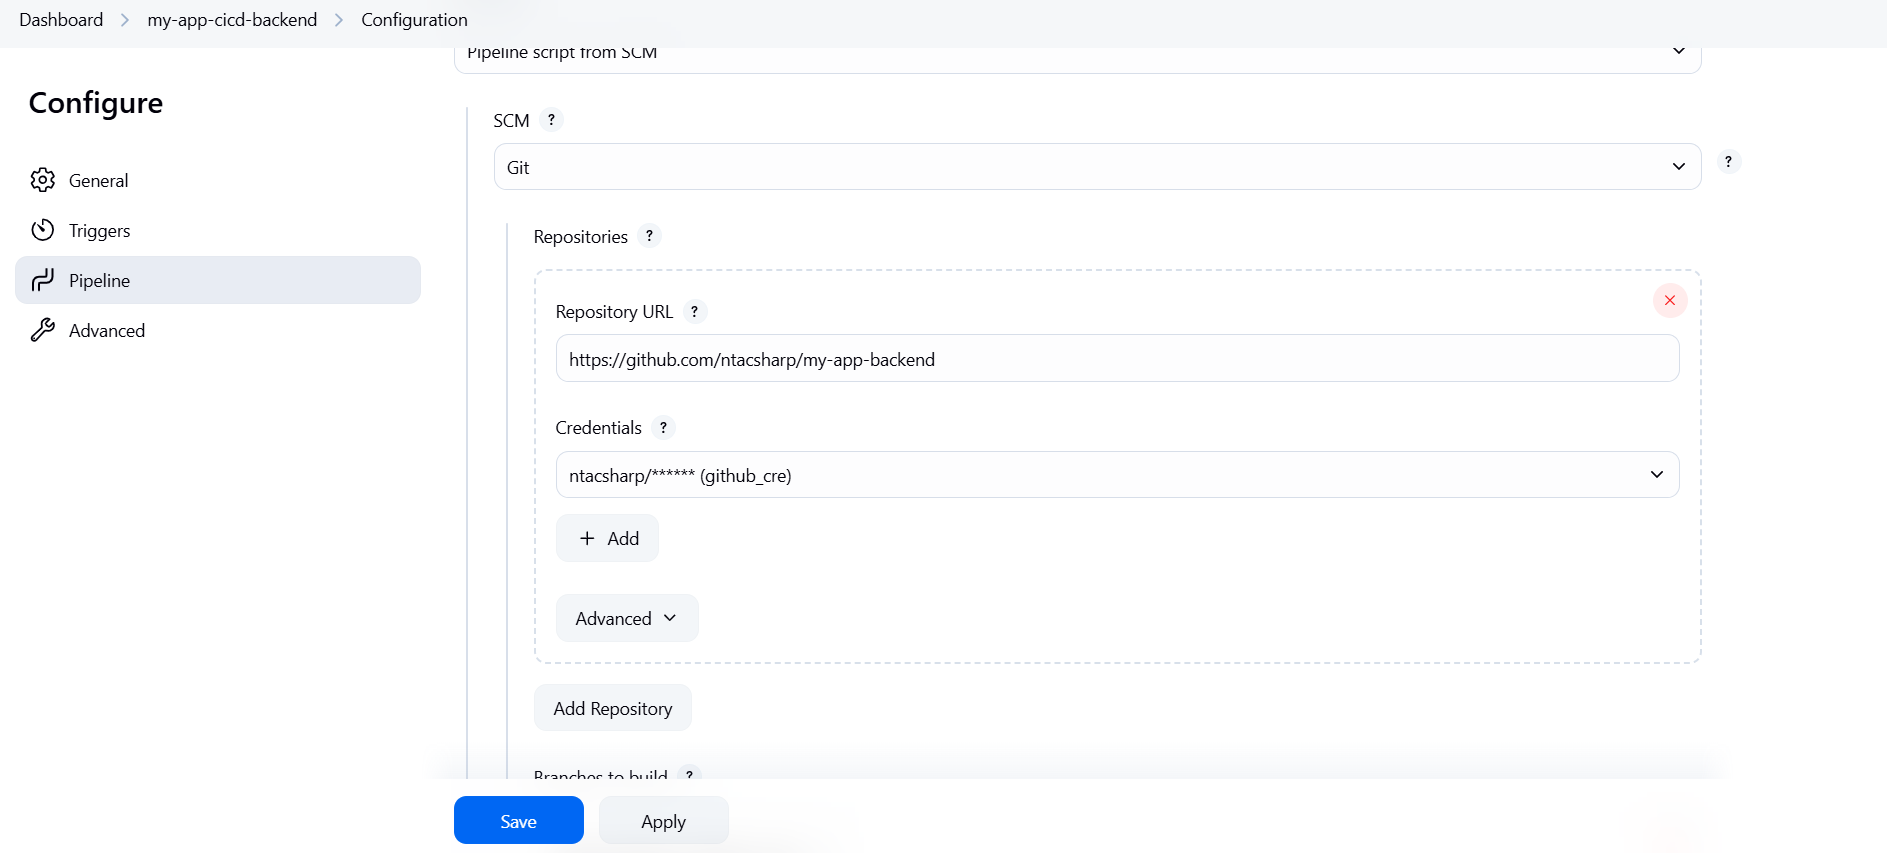 Dashboard > my-app-cicd-backend > Configuration
Configure
General
Triggers
Pipeline
Advanced
Pipeline script from SCM
SCM ?
Git
?
Repositories ?
Repository URL ?
https://github.com/ntacsharp/my-app-backend
Credentials ?
ntacsharp/****** (github_cre)
+ Add
Advanced
Add Repository
Branches to build ?
Save
Apply